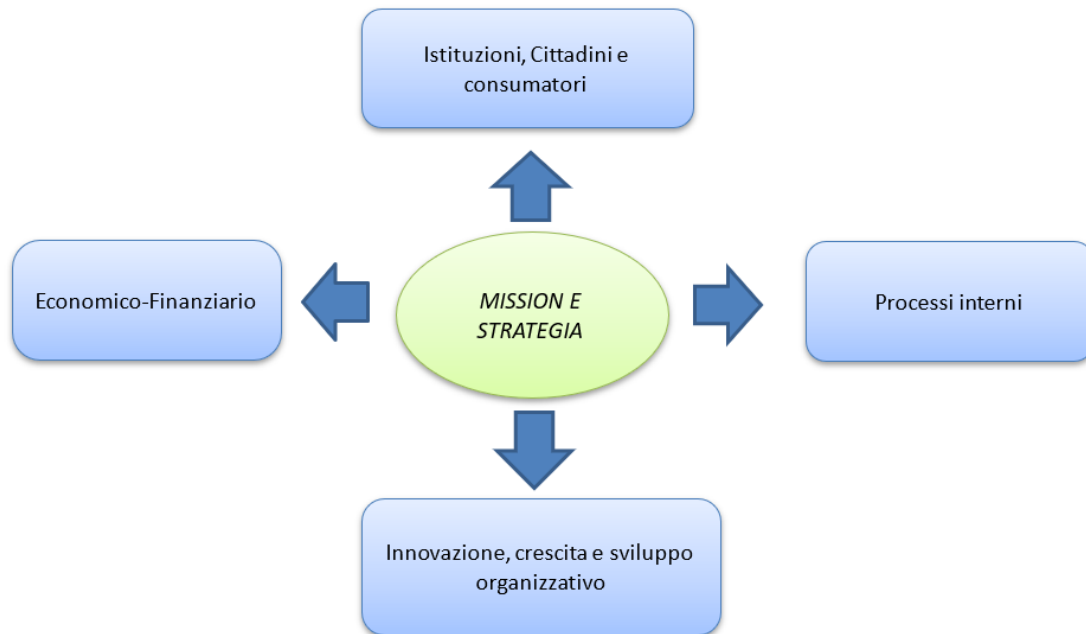 Istituzioni, Cittadini e
consumatori
Economico-Finanziario
MISSION E
STRATEGIA
Processi interni
Innovazione, crescita e sviluppo
organizzativo